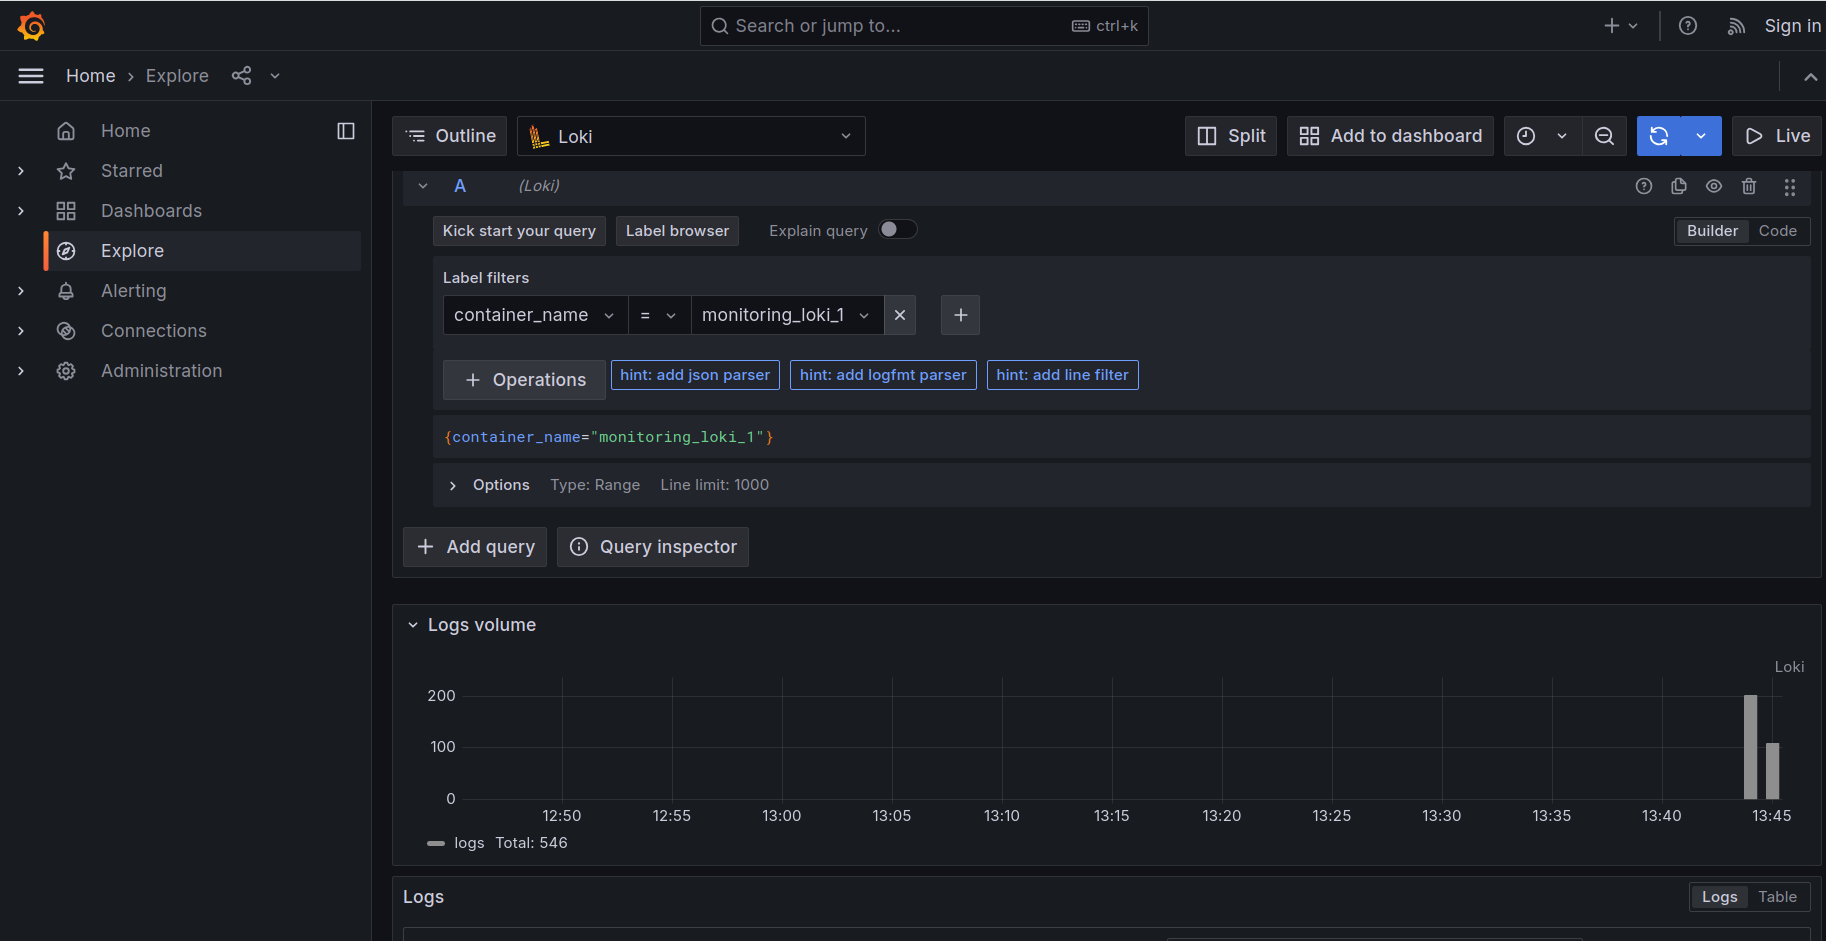 Search or jump to... ctrl+k Sign in
Home › Explore
Home
Starred
Dashboards
Explore
Alerting
Connections
Administration
Outline Loki Split Add to dashboard Live
A (Loki)
Kick start your query Label browser Explain query Builder Code
Label filters
container_name = monitoring_loki_1
Operations hint: add json parser hint: add logfmt parser hint: add line filter
{container_name="monitoring_loki_1"}
Options Type: Range Line limit: 1000
Add query Query inspector
Logs volume
Loki
200
100
0
12:50 12:55 13:00 13:05 13:10 13:15 13:20 13:25 13:30 13:35 13:40 13:45
logs Total: 546
Logs Logs Table